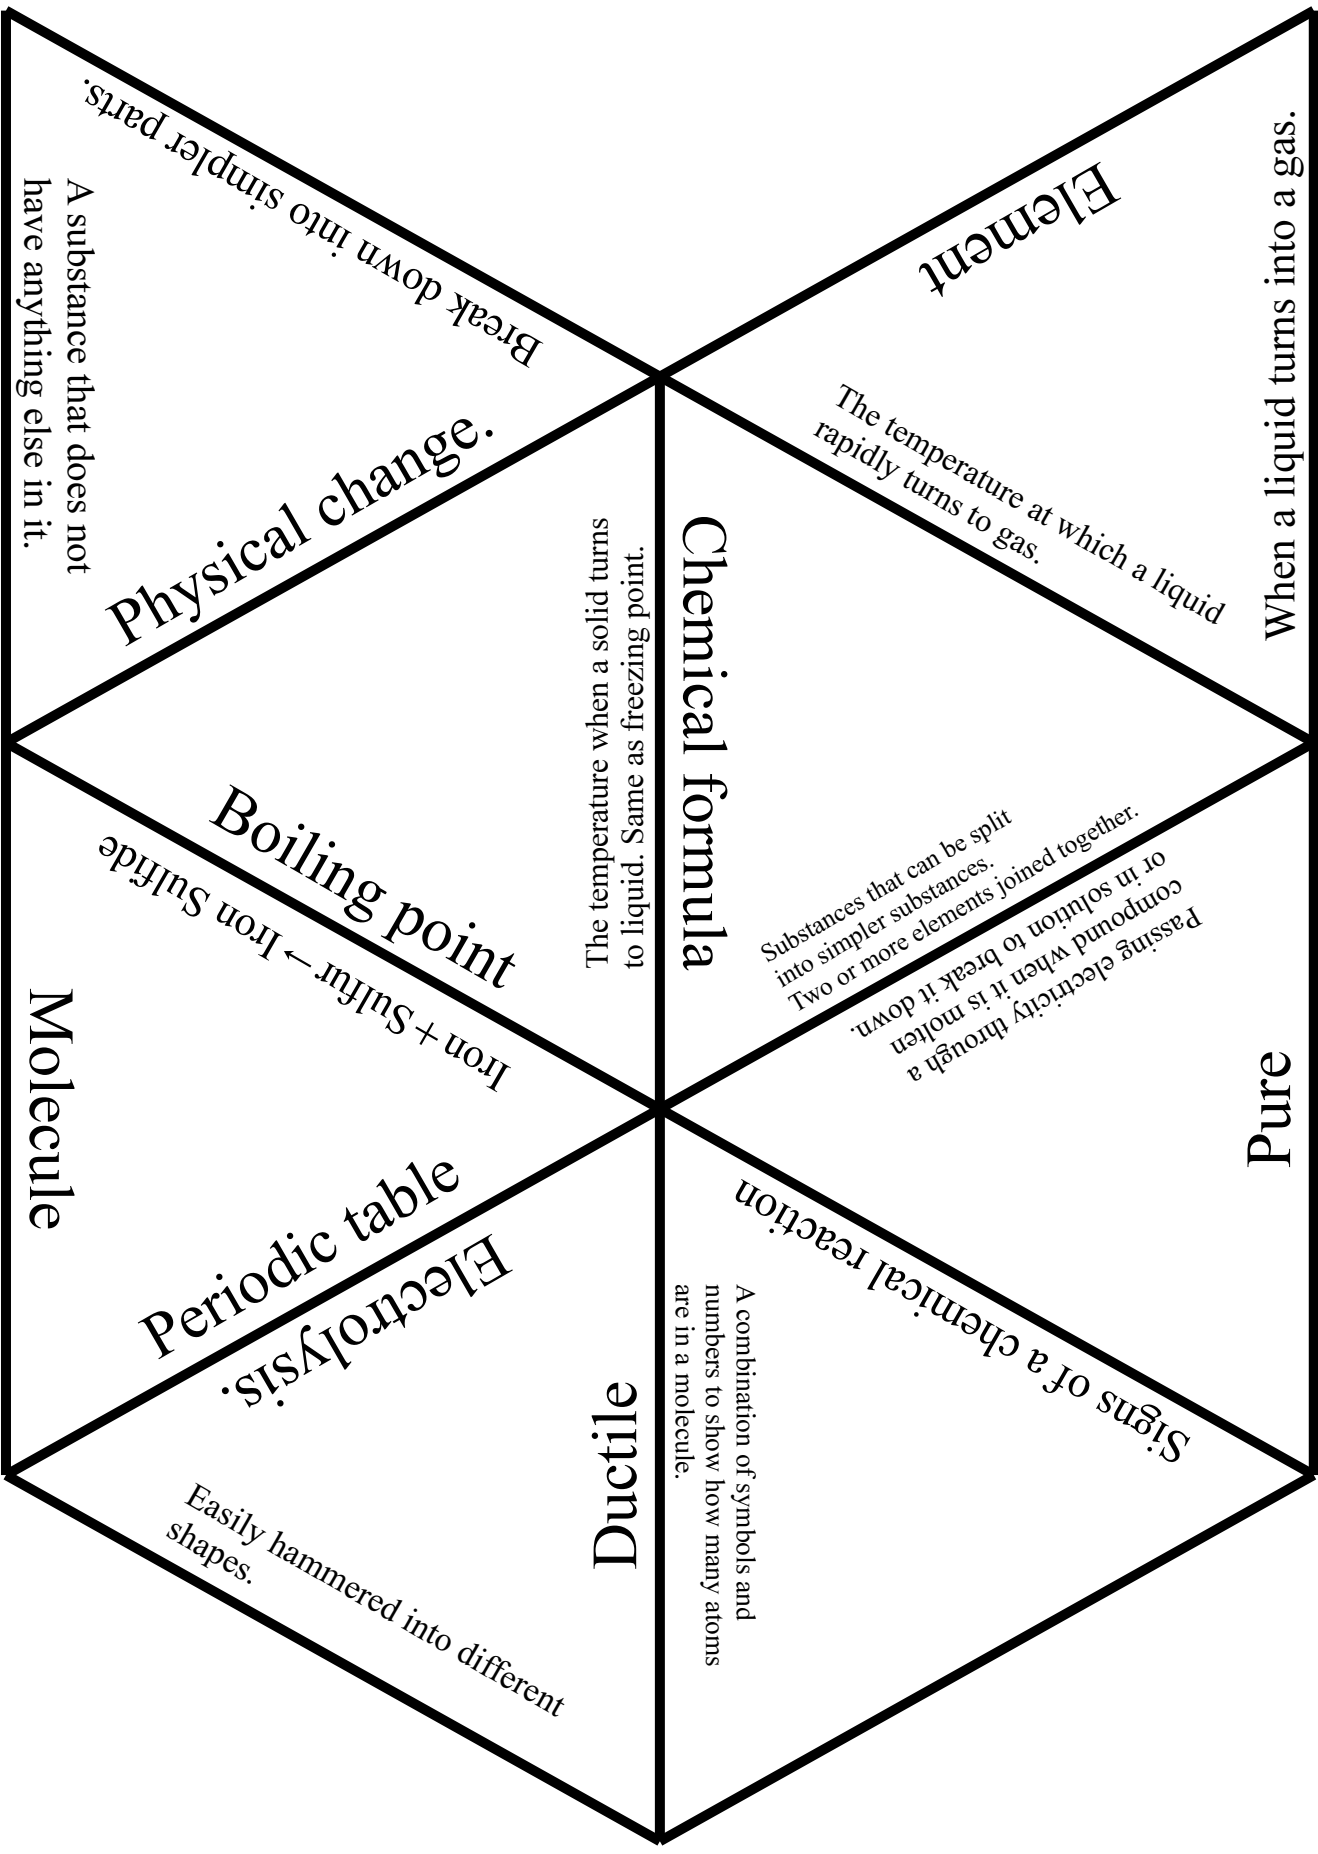 Break down into simpler parts.
A substance that does not
have anything else in it.
Physical change.
Element
When a liquid turns into a gas.
The temperature at which a liquid
rapidly turns to gas.
The temperature when a solid turns
to liquid. Same as freezing point.
Chemical formula
Boiling point
Substances that can be split
into simpler substances.
Two or more elements joined together.
Iron + Sulfur → Iron Sulfide
Molecule
Periodic table
Passing electricity through a
compound when it is molten
or in solution to break it down.
Pure
Signs of a chemical reaction
Electrolysis.
Ductile
Easily hammered into different
shapes.
A combination of symbols and
numbers to show how many atoms
are in a molecule.